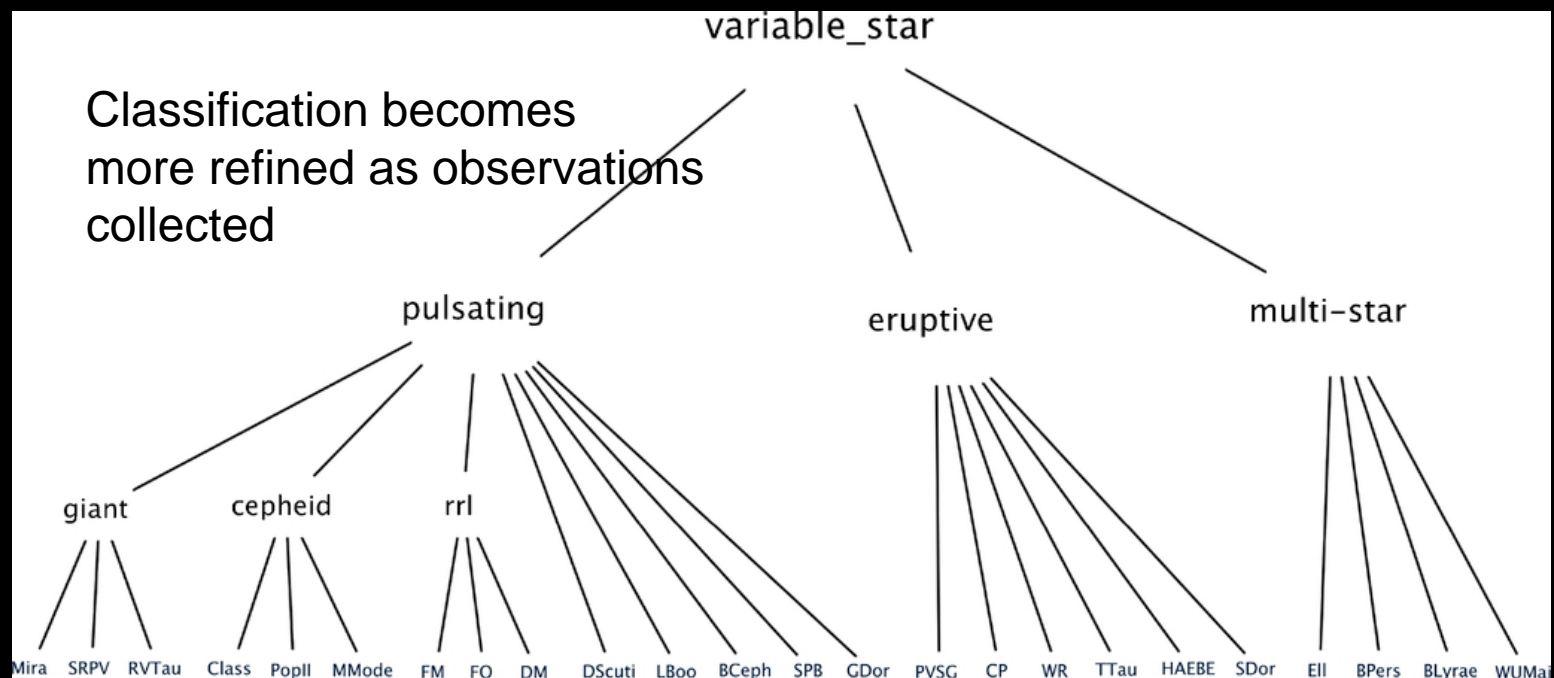 variable_star
Classification becomes
more refined as observations
collected
pulsating
eruptive
multi-star
giant
cepheid
rrl
Mira SRPV RVTau Class PopII MMode FM FO DM DScuti LBoo BCeph SPB GDor PVSG CP WR TTau HAEBE SDor Ell BPers BLyrae WUMaj